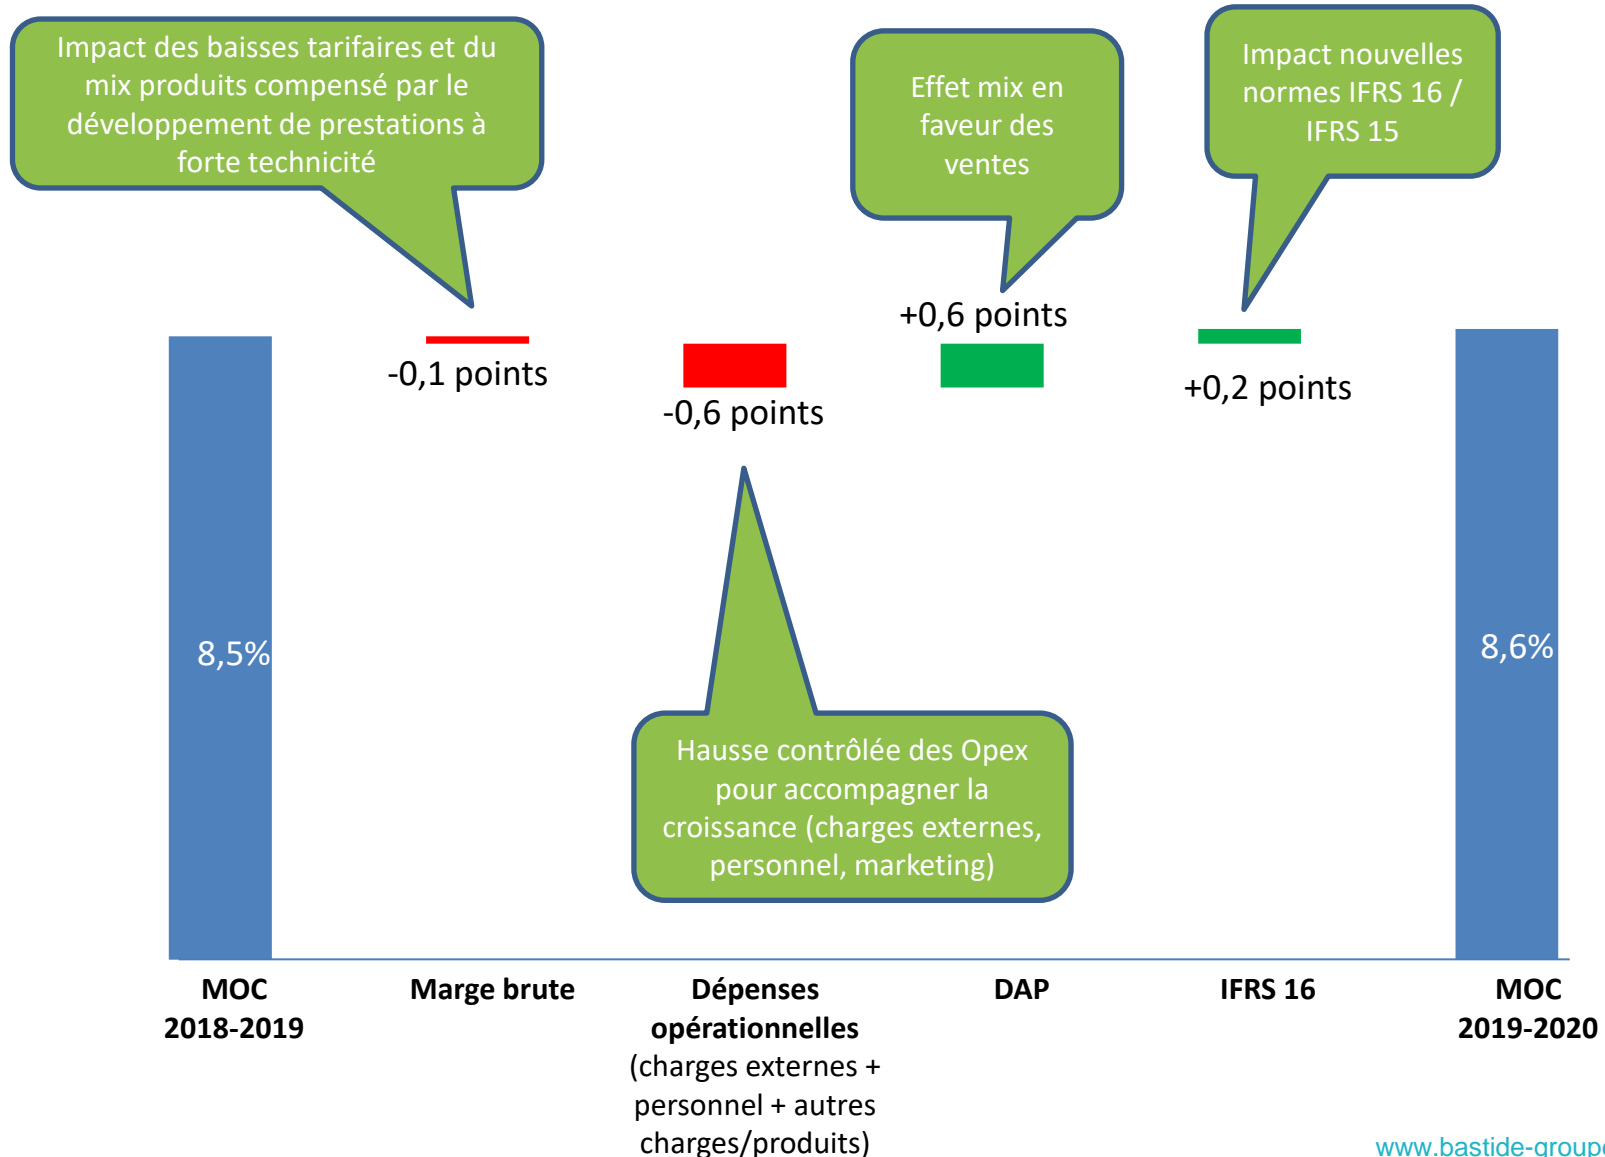 Impact des baisses tarifaires et du
mix produits compensé par le
développement de prestations à
forte technicité
Effet mix en
faveur des
ventes
Impact nouvelles
normes IFRS 16 /
IFRS 15
-0,1 points
-0,6 points
+0,6 points
+0,2 points
8,5%
8,6%
Hausse contrôlée des Opex
pour accompagner la
croissance (charges externes,
personnel, marketing)
MOC
2018-2019
Marge brute
Dépenses
opérationnelles
(charges externes +
personnel + autres
charges/produits)
DAP
IFRS 16
MOC
2019-2020
www.bastide-groupe